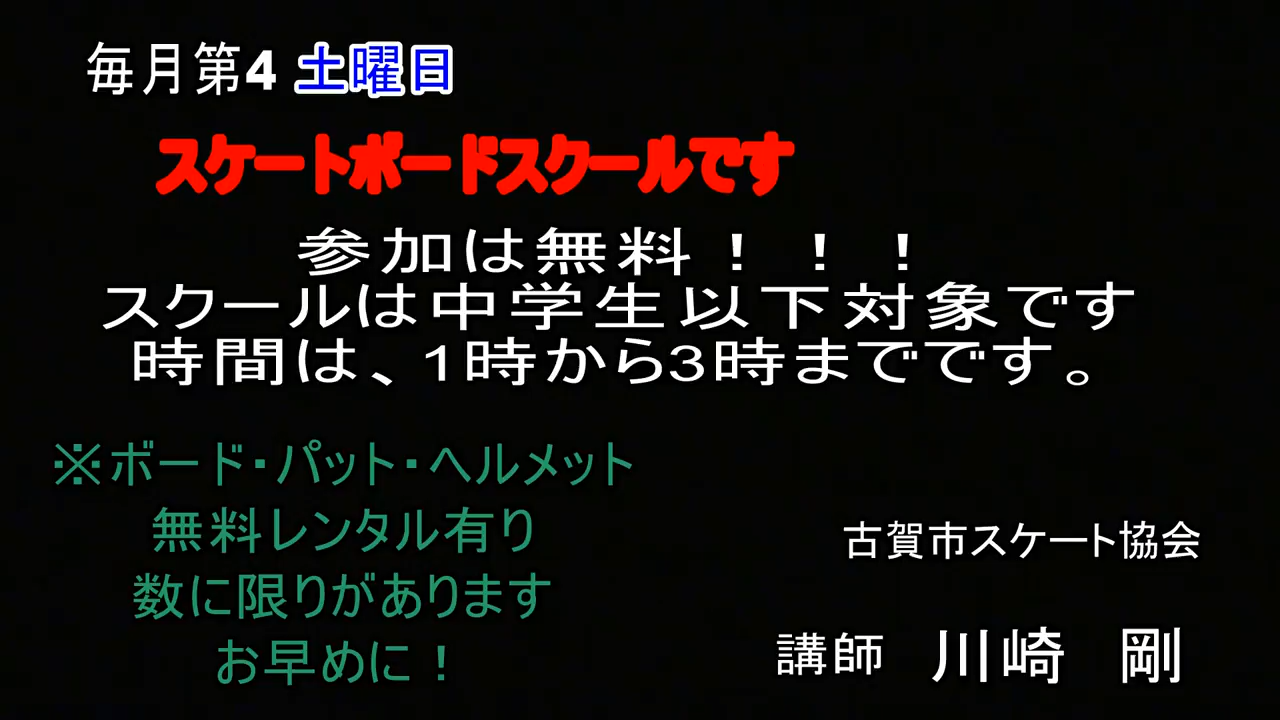 毎月第4 土曜日
スケートボードスクールです
参加は無料！！！
スクールは中学生以下対象です
時間は、1時から3時までです。
※ボード・パット・ヘルメット
無料レンタル有り
数に限りがあります
お早めに！
古賀市スケート協会
講師　川崎　剛